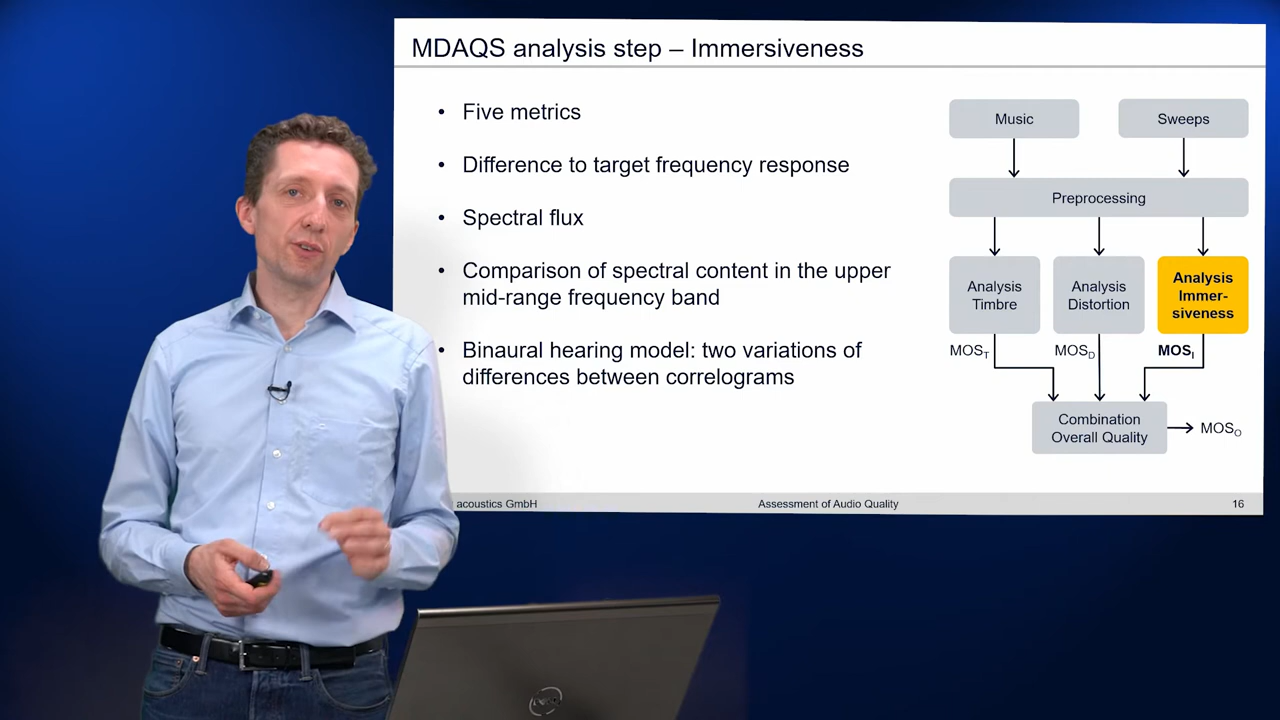 MDAQS analysis step – Immersiveness
• Five metrics
• Difference to target frequency response
• Spectral flux
• Comparison of spectral content in the upper
mid-range frequency band
• Binaural hearing model: two variations of
differences between correlograms
Music
Sweeps
Preprocessing
Analysis
Timbre
Analysis
Distortion
Analysis
Immer-
siveness
MOST
MOSD
MOSI
Combination
Overall Quality
MOSO
acoustics GmbH
Assessment of Audio Quality
16
DELL